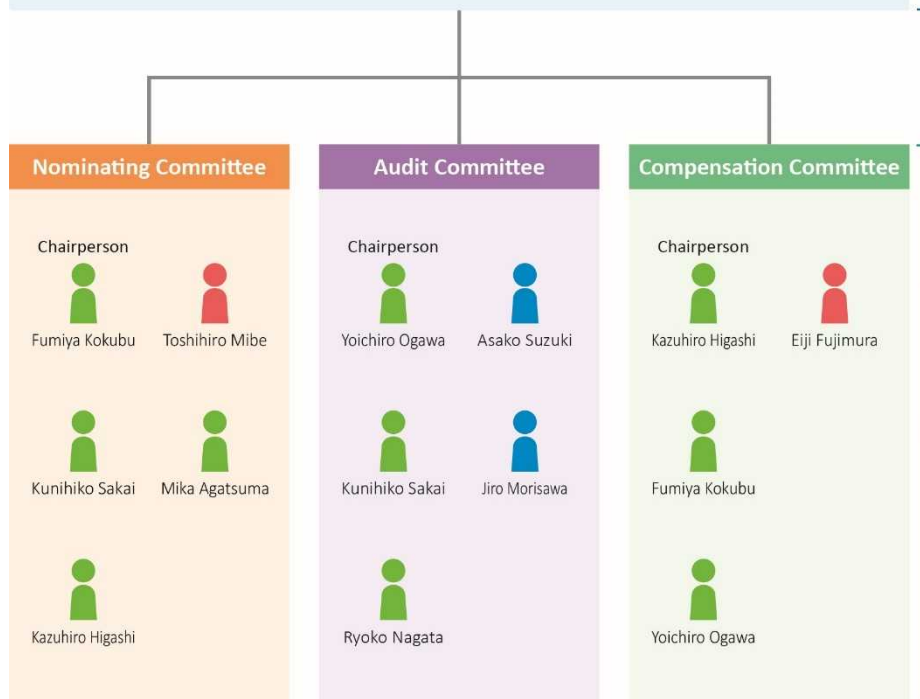 Nominating Committee
Chairperson
Fumiya Kokubu
Toshihiro Mibe
Kunihiko Sakai
Mika Agatsuma
Kazuhiro Higashi
Audit Committee
Chairperson
Yoichiro Ogawa
Asako Suzuki
Kunihiko Sakai
Jiro Morisawa
Ryoko Nagata
Compensation Committee
Chairperson
Kazuhiro Higashi
Eiji Fujimura
Fumiya Kokubu
Yoichiro Ogawa